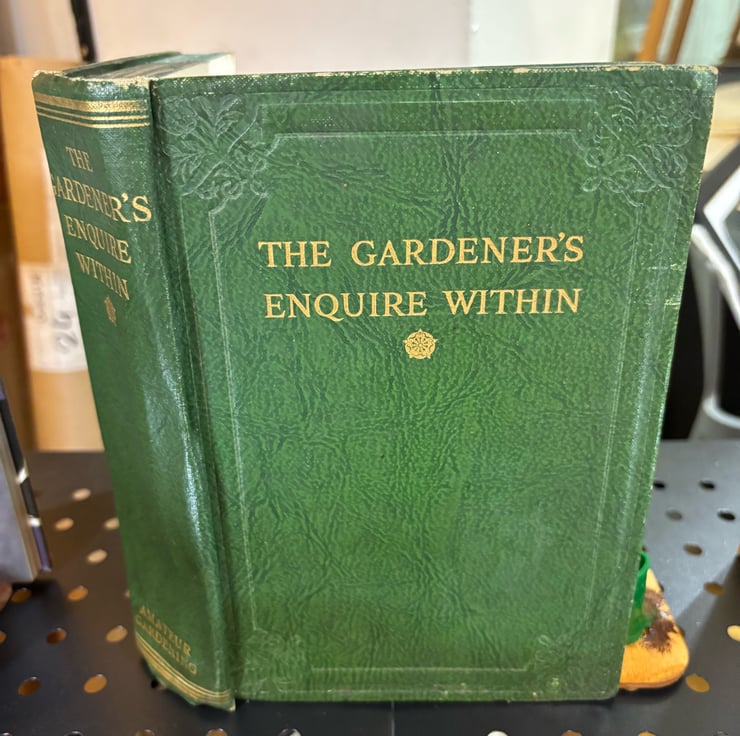 THE
GARDENER'S
ENQUIRE
WITHIN
AMATEUR
GARDENING
THE GARDENER'S
ENQUIRE WITHIN